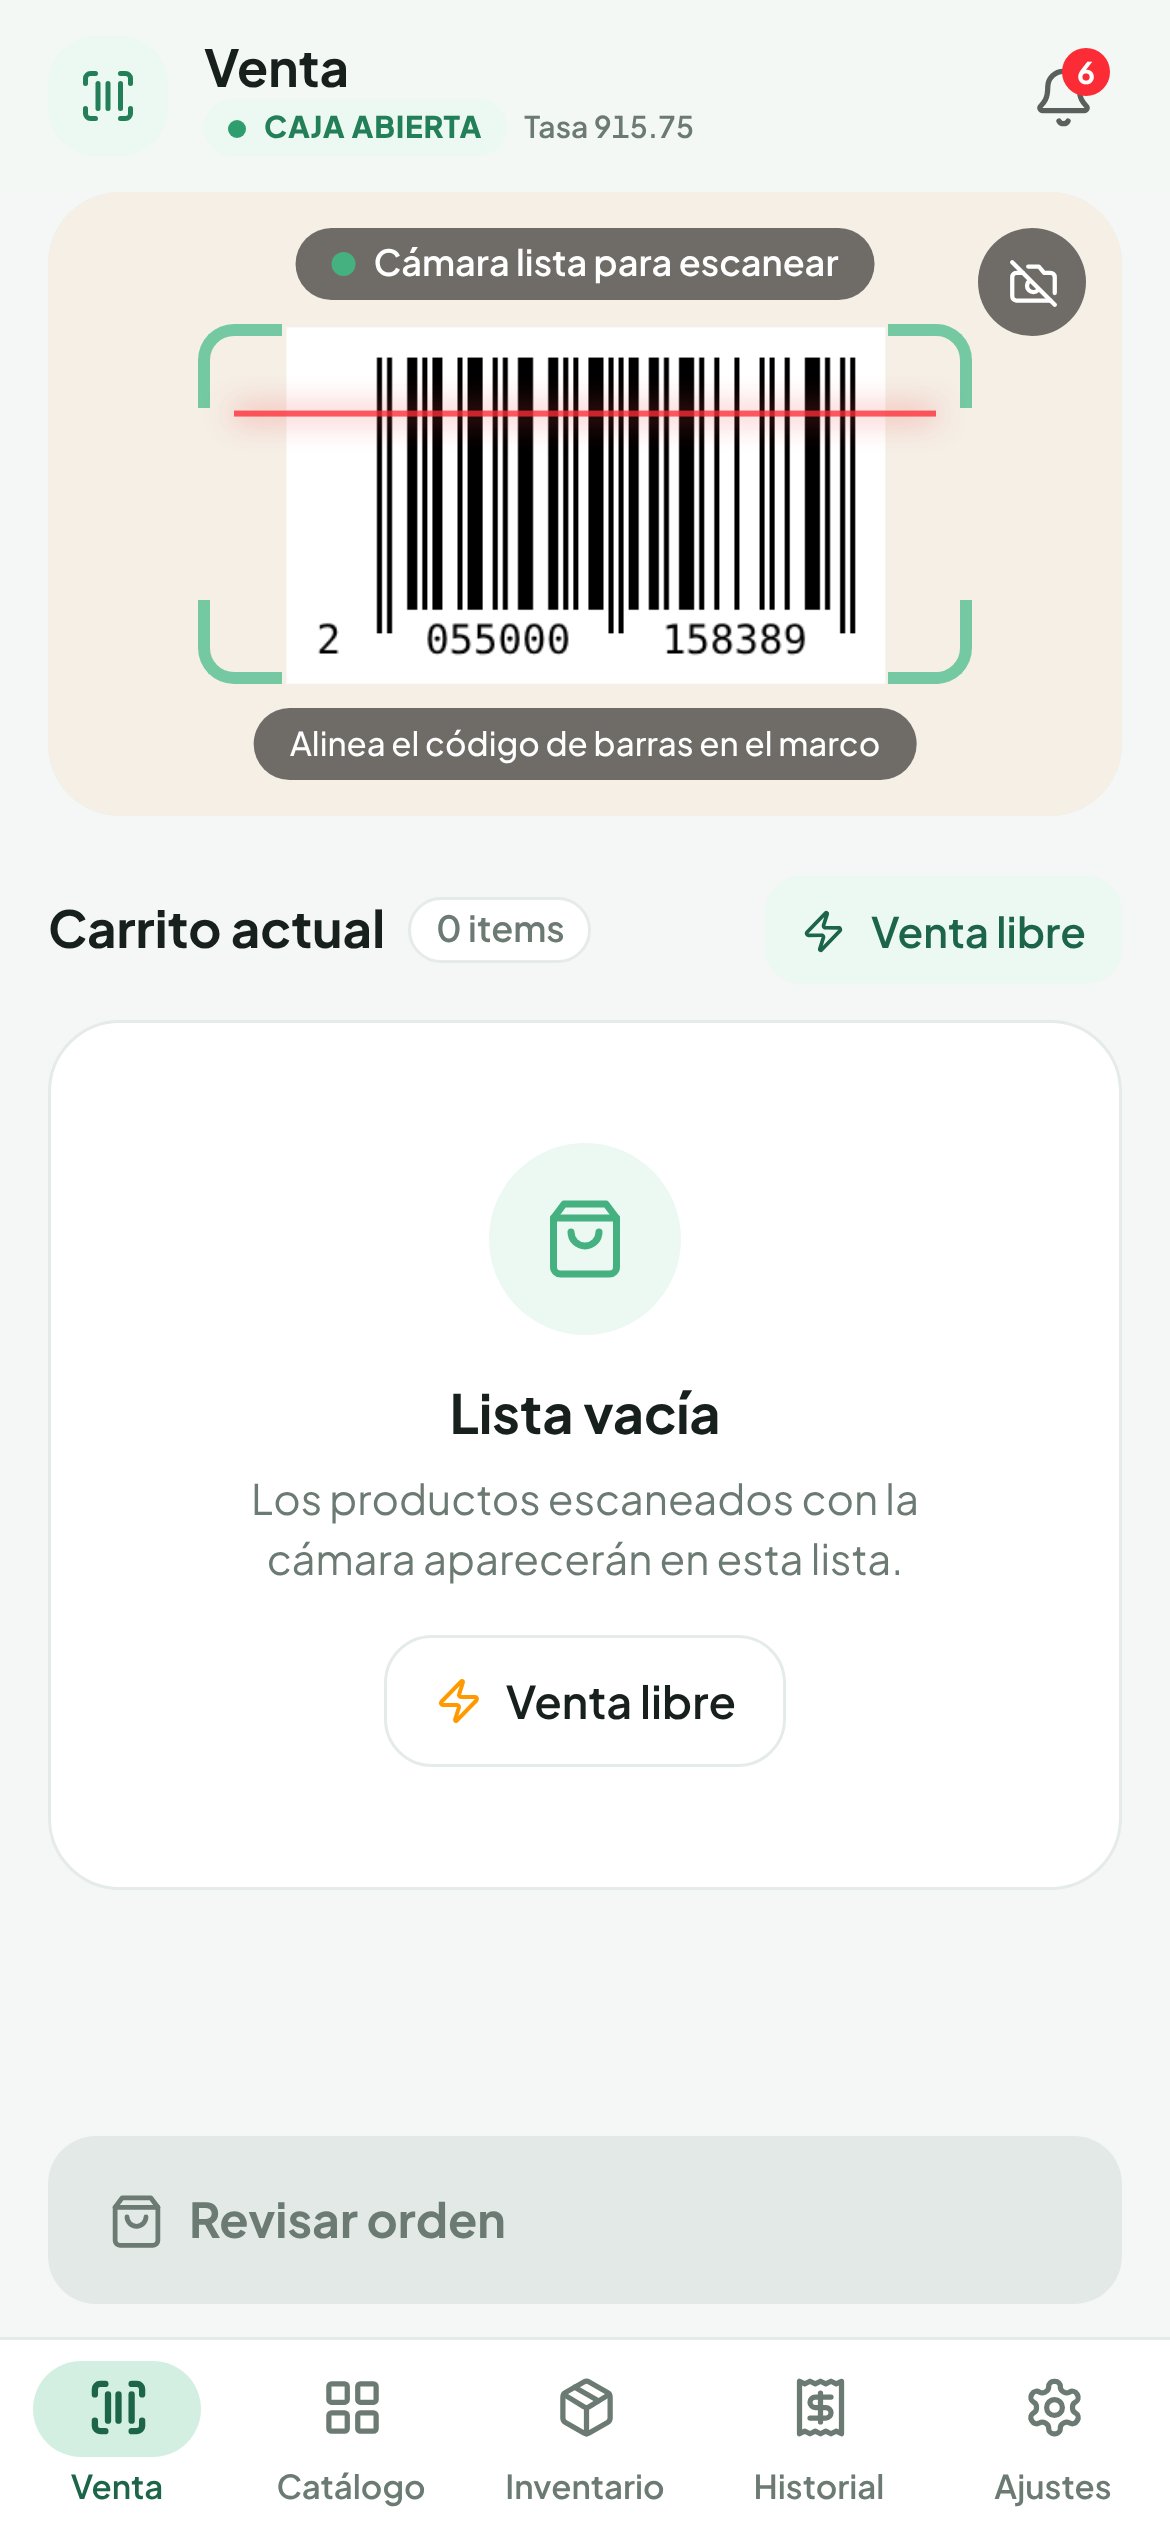 Venta
CAJA ABIERTA Tasa 915.75
6
Cámara lista para escanear
2 055000 158389
Alinea el código de barras en el marco
Carrito actual 0 items Venta libre
Lista vacía
Los productos escaneados con la
cámara aparecerán en esta lista.
Venta libre
Revisar orden
Venta Catálogo Inventario Historial Ajustes